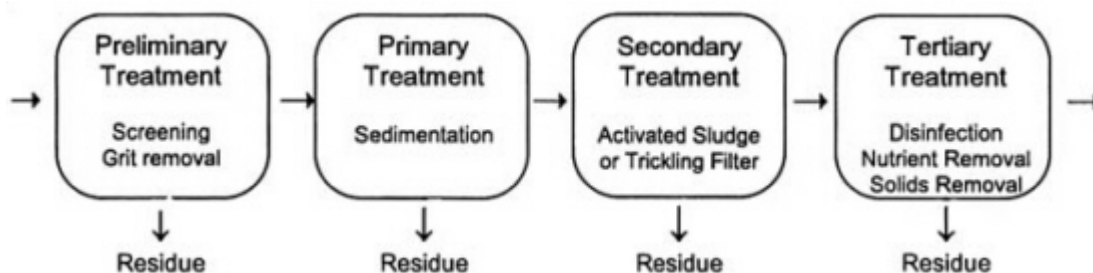 Preliminary
Treatment
Screening
Grit removal
Residue
Primary
Treatment
Sedimentation
Residue
Secondary
Treatment
Activated Sludge
or Trickling Filter
Residue
Tertiary
Treatment
Disinfection
Nutrient Removal
Solids Removal
Residue